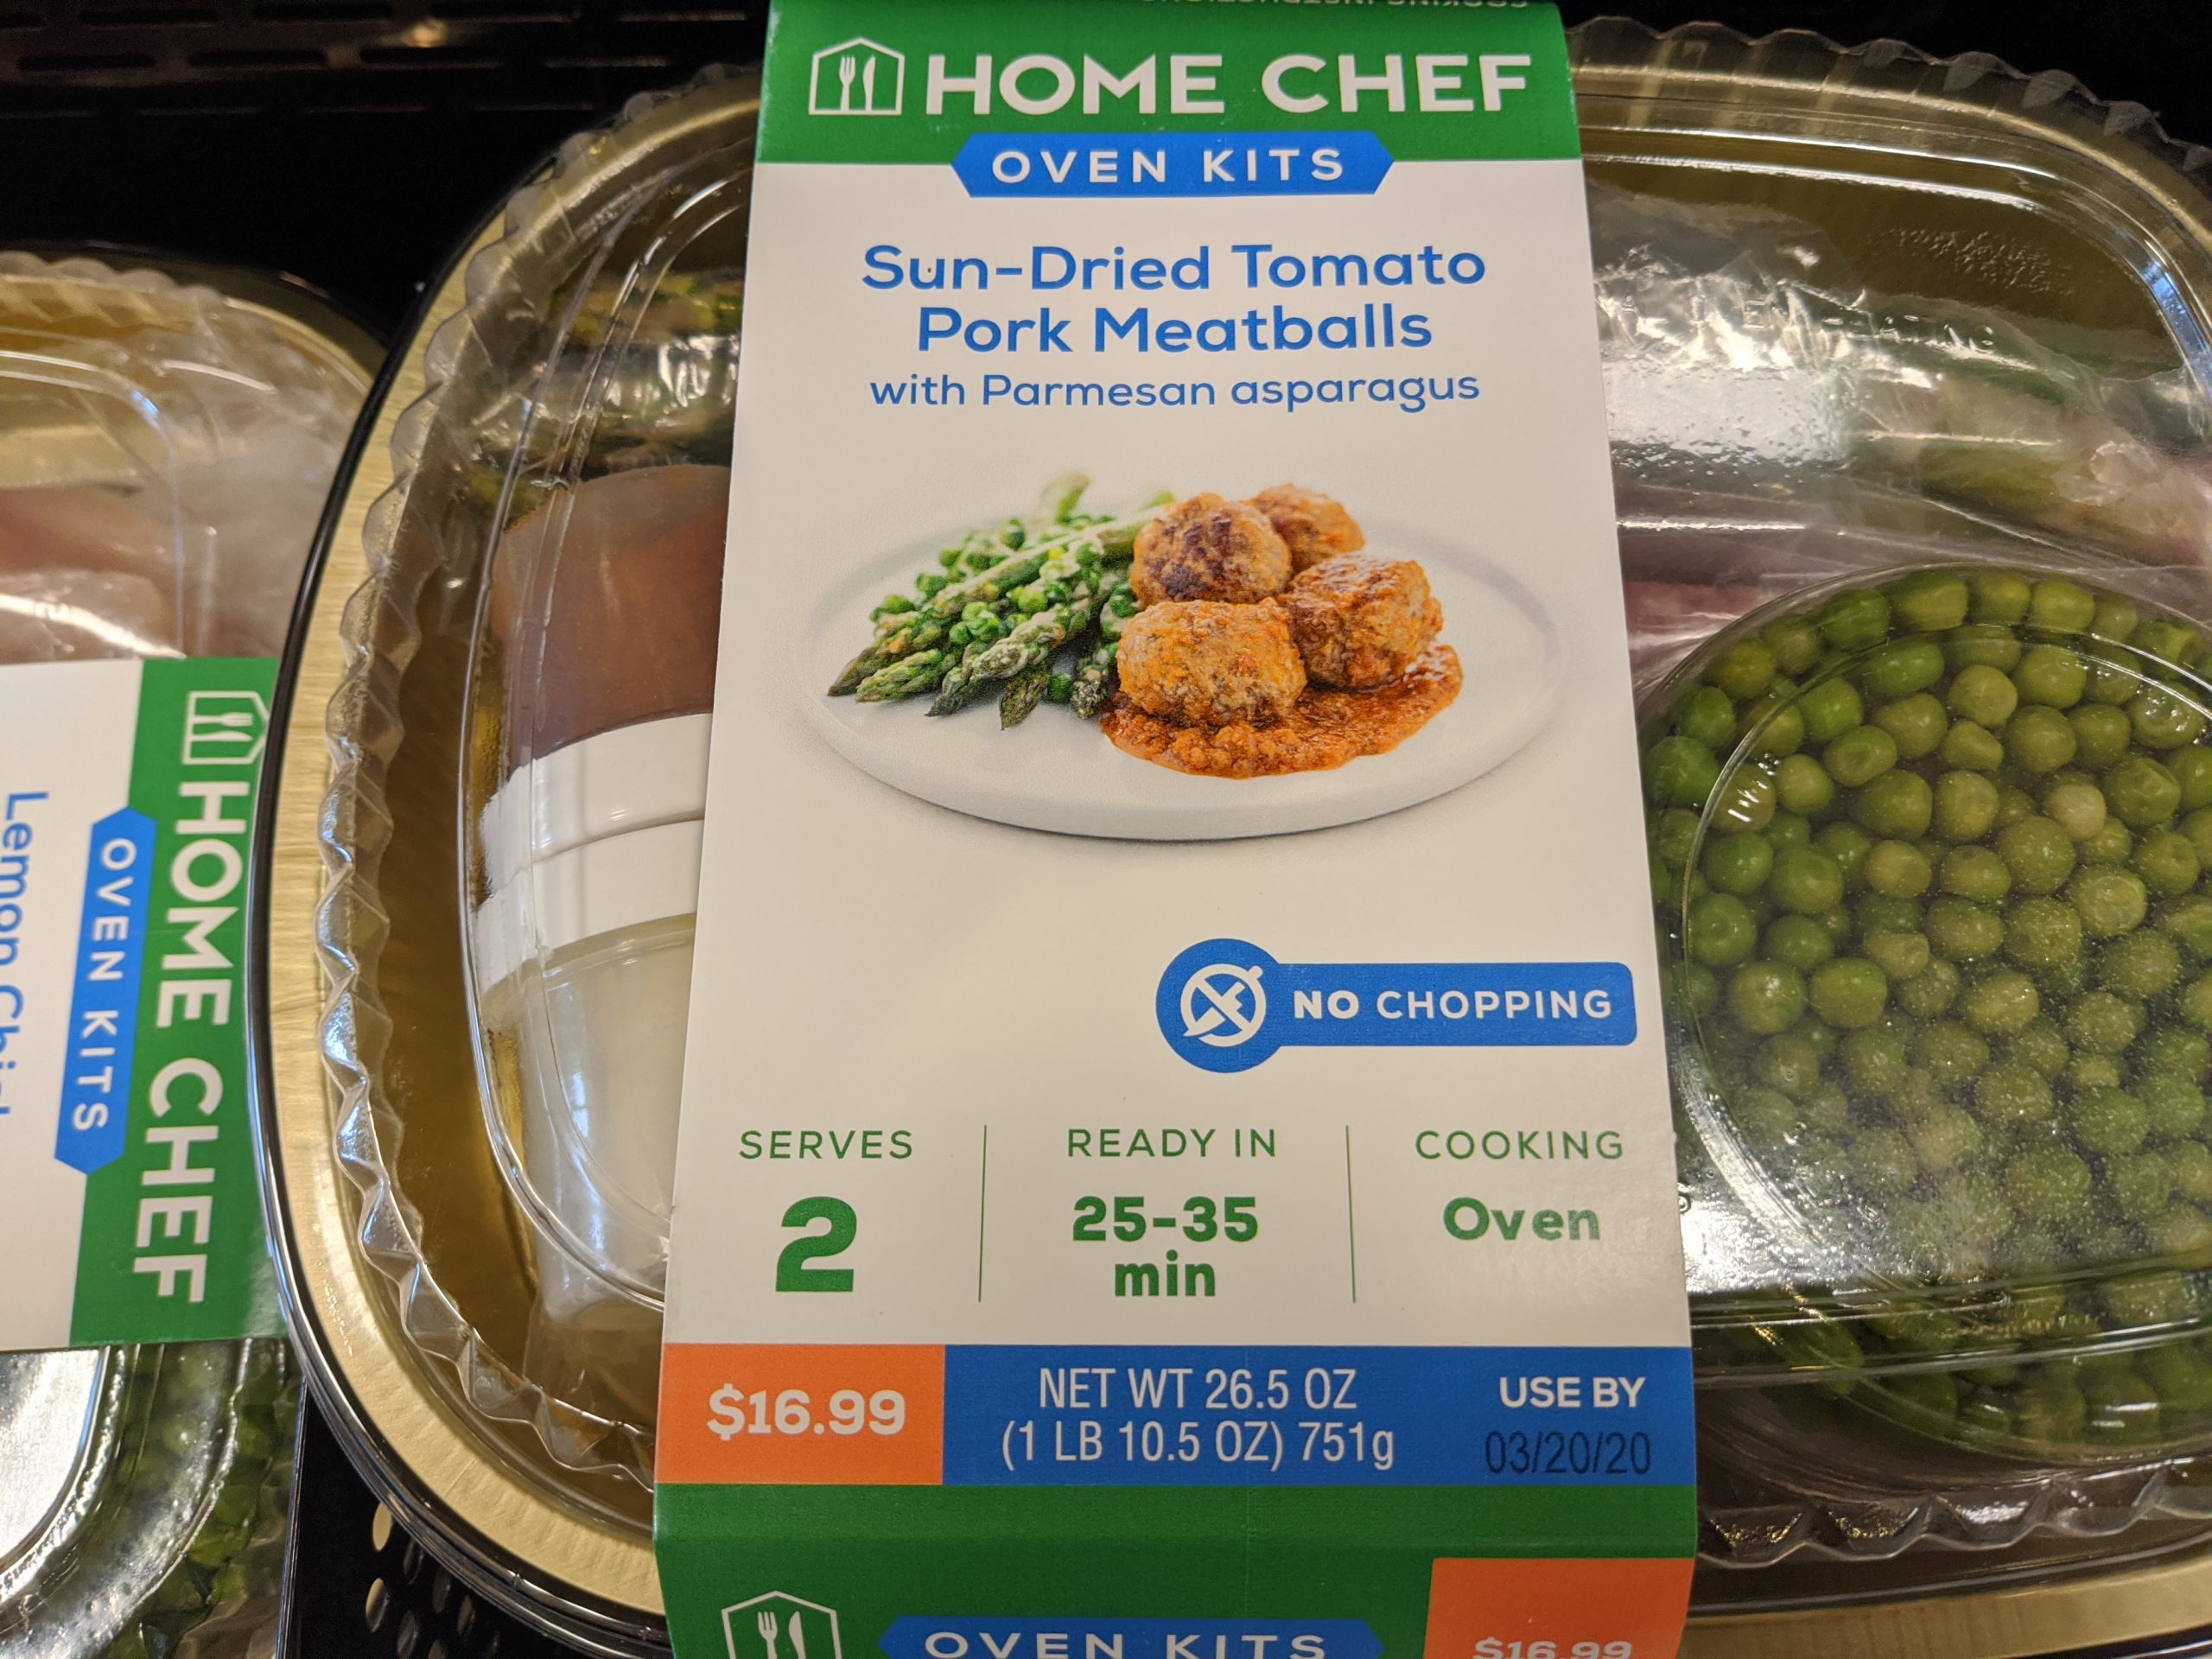 HOME CHEF
OVEN KITS
Sun-Dried Tomato
Pork Meatballs
with Parmesan asparagus
NO CHOPPING
SERVES
2
READY IN
25-35
min
COOKING
Oven
$16.99
NET WT 26.5 OZ
(1 LB 10.5 OZ) 751g
USE BY
03/20/20
OVEN KITS
$16.99
HOME CHEF
OVEN KITS
Lemon